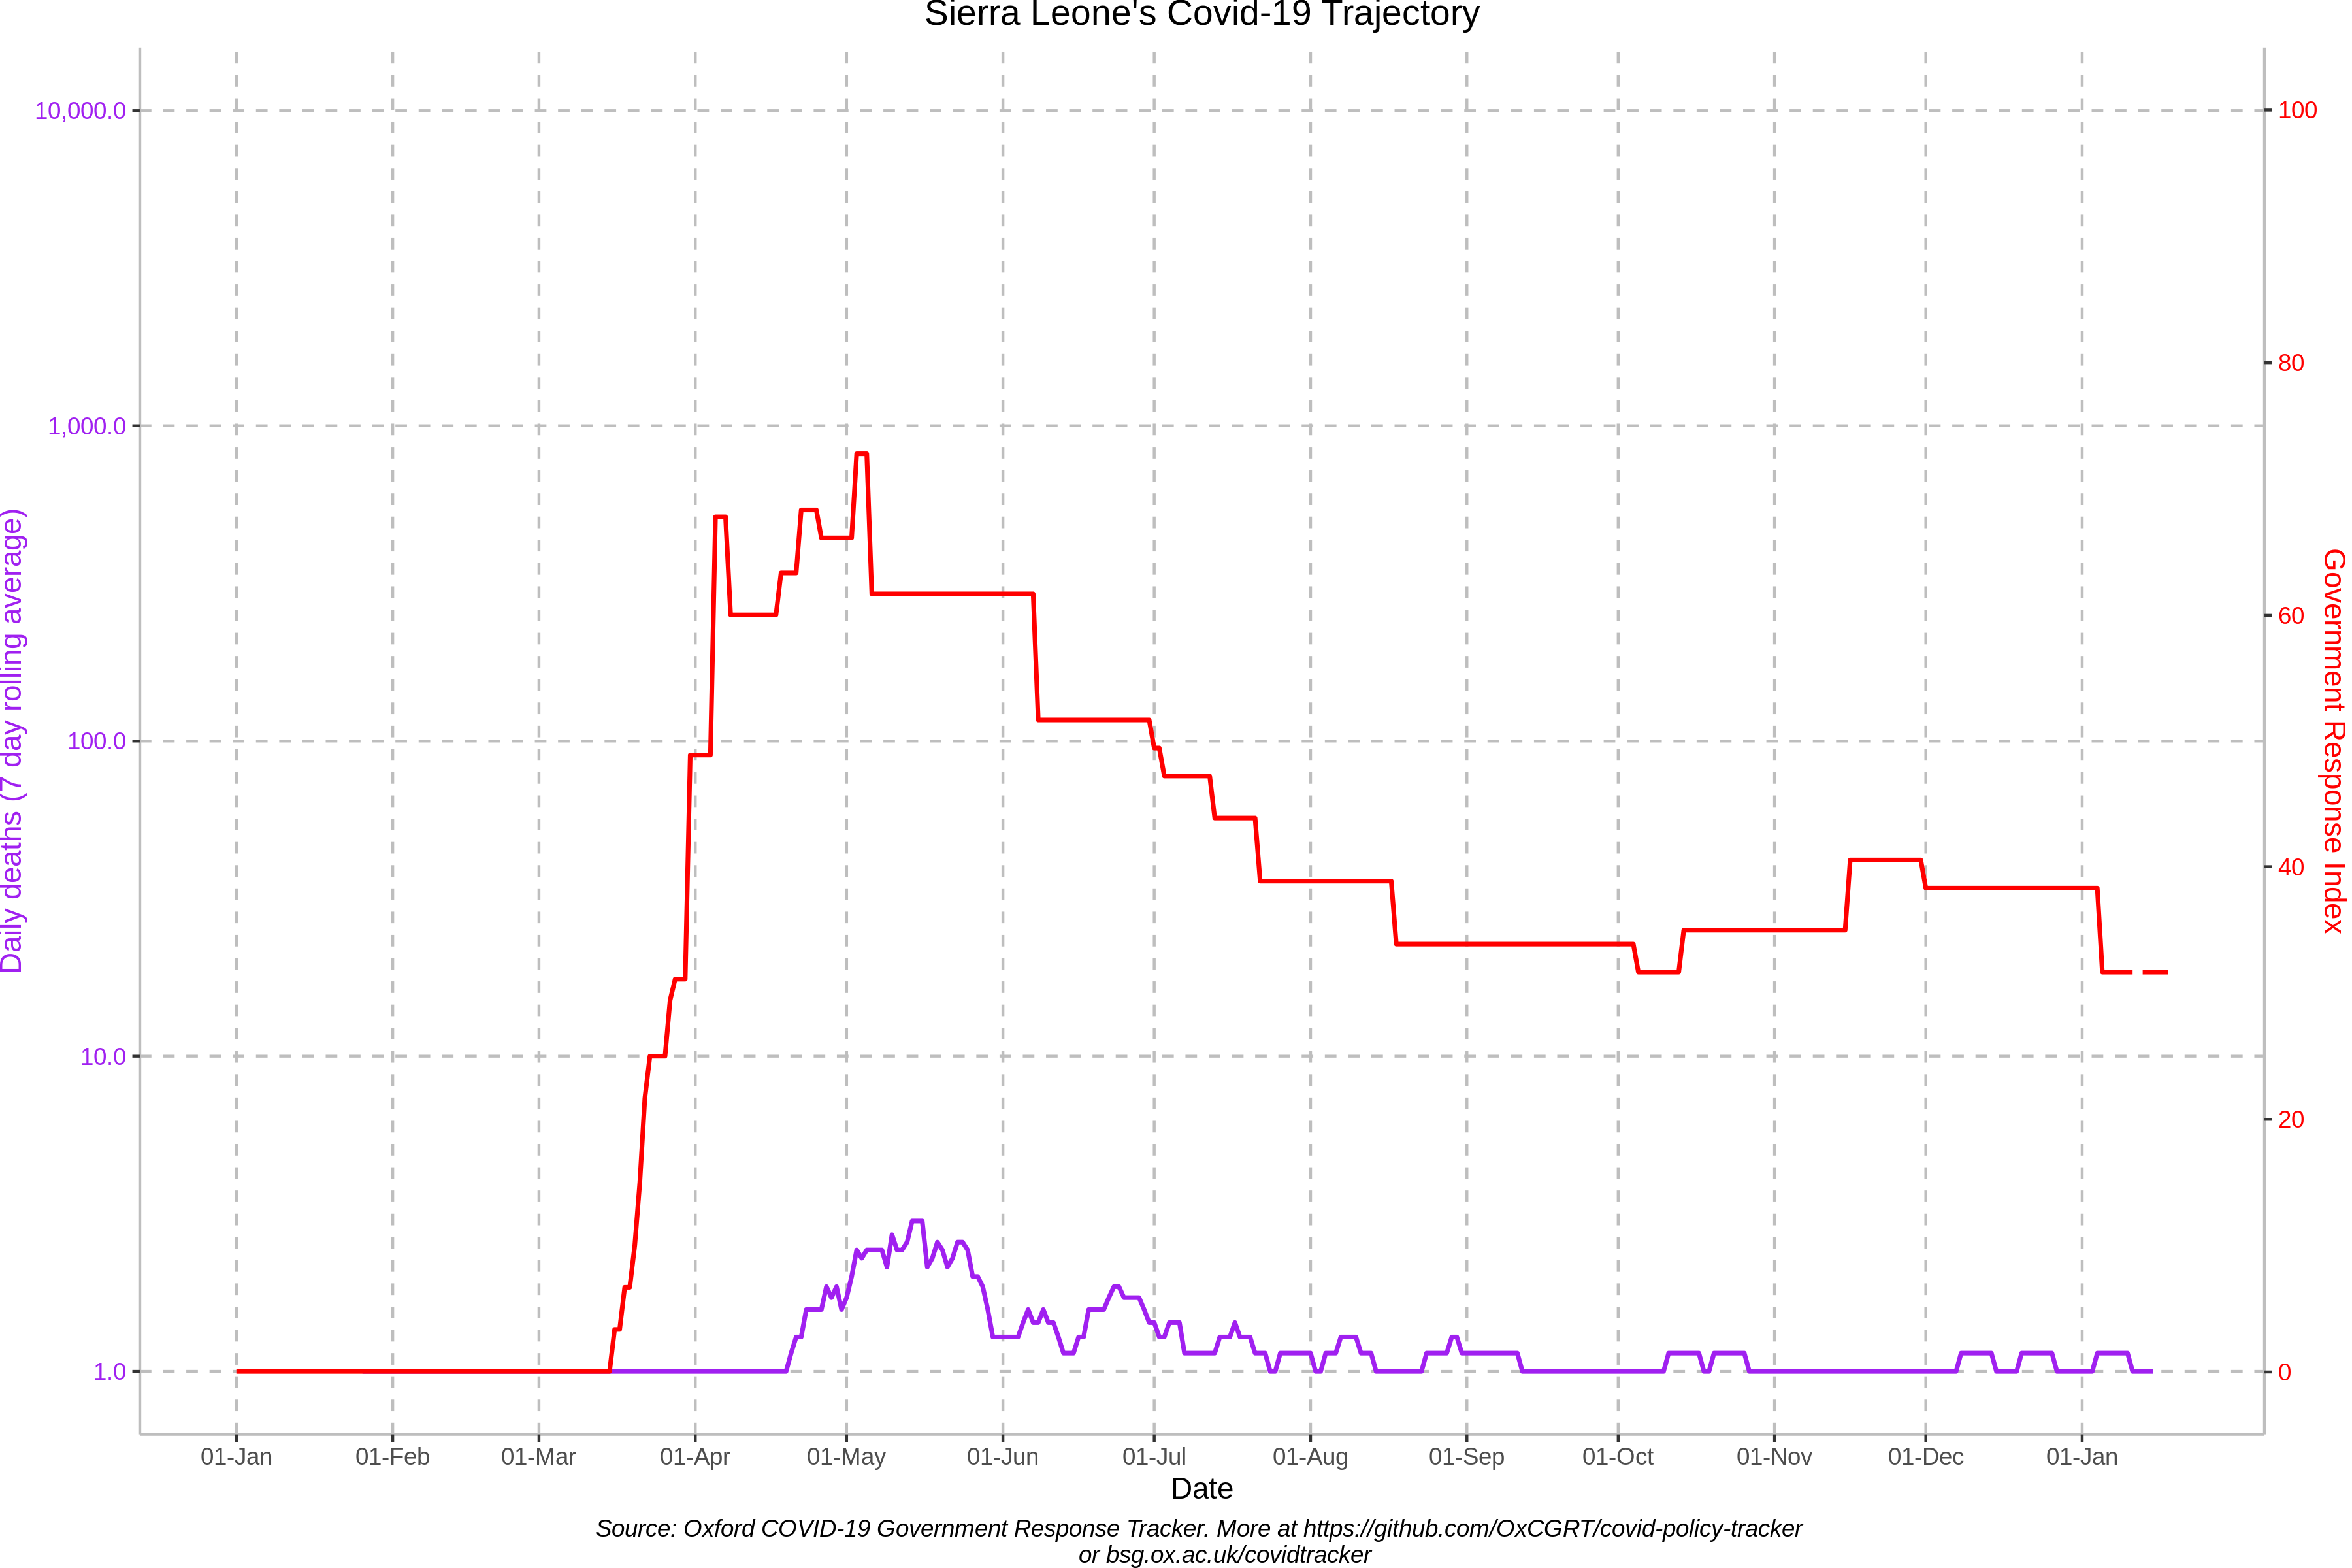 Sierra Leone's Covid-19 Trajectory
10,000.0
1,000.0
100.0
10.0
1.0
Daily deaths (7 day rolling average)
100
80
60
40
20
0
Government Response Index
01-Jan 01-Feb 01-Mar 01-Apr 01-May 01-Jun 01-Jul 01-Aug 01-Sep 01-Oct 01-Nov 01-Dec 01-Jan
Date
Source: Oxford COVID-19 Government Response Tracker. More at https://github.com/OxCGRT/covid-policy-tracker
or bsg.ox.ac.uk/covidtracker